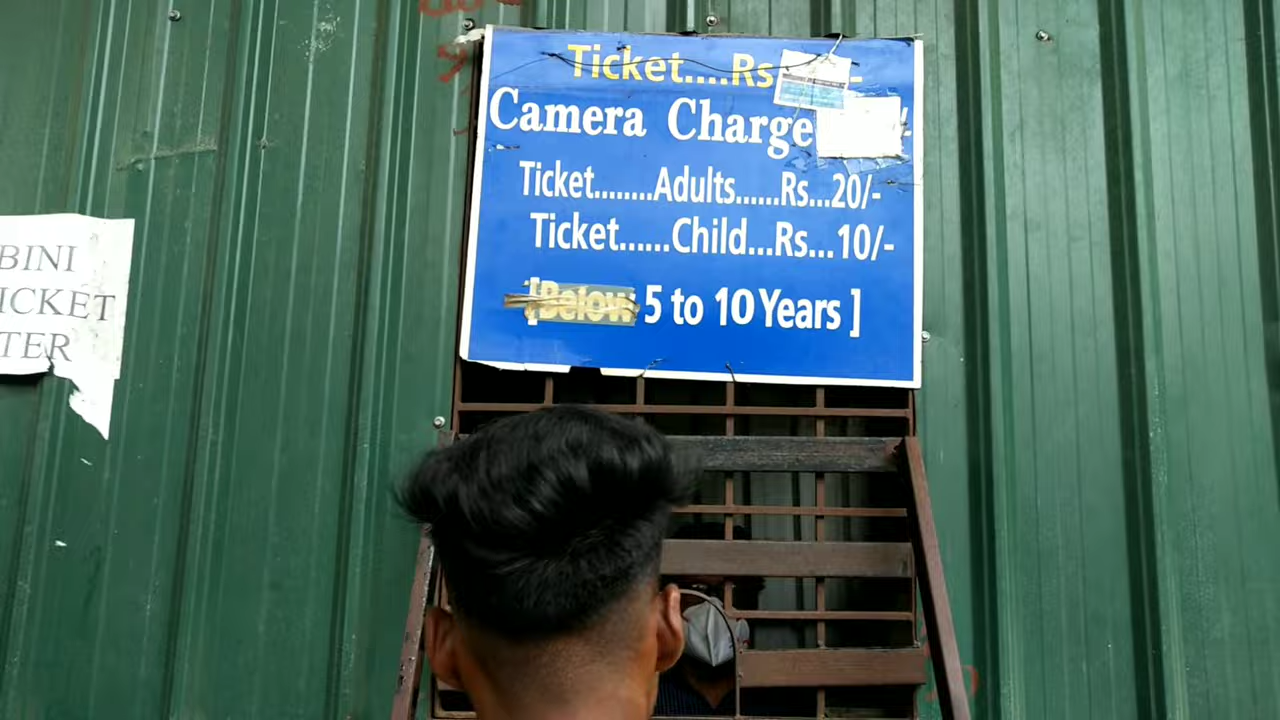 Ticket....Rs -
Camera Charge
Ticket........Adults......Rs...20/-
Ticket......Child...Rs...10/-
[Below 5 to 10 Years ]
BINI
ICKET
TER